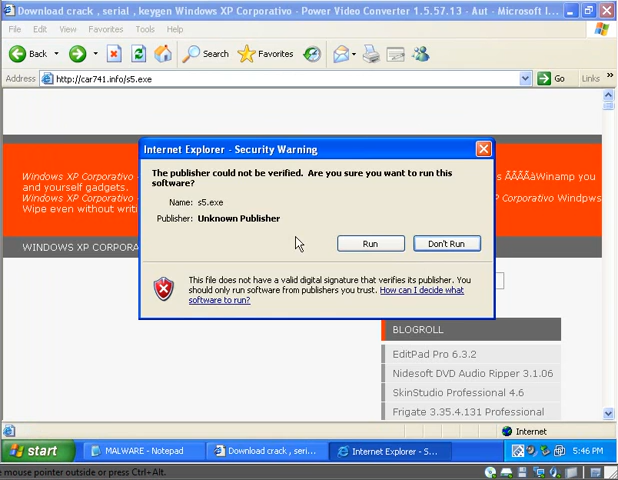 Download crack , serial , keygen Windows XP Corporativo - Power Video Converter 1.5.57.13 - Aut - Microsoft I...
File Edit View Favorites Tools Help
Back Search Favorites
Address http://car741.info/s5.exe Go Links »
Internet Explorer - Security Warning
The publisher could not be verified. Are you sure you want to run this
software?
Name: s5.exe
Publisher: Unknown Publisher
Run Don't Run
This file does not have a valid digital signature that verifies its publisher. You
should only run software from publishers you trust. How can I decide what
software to run?
Windows XP Corporativo
and yourself gadgets.
Windows XP Corporativo
Wipe even without writi
Winamp you
Corporativo Windpws
WINDOWS XP CORPORA
BLOGROLL
EditPad Pro 6.3.2
Nidesoft DVD Audio Ripper 3.1.06
SkinStudio Professional 4.6
Frigate 3.35.4.131 Professional
Internet
start MALWARE - Notepad Download crack , seri... Internet Explorer - S... 5:46 PM
e mouse pointer outside or press Ctrl+Alt.